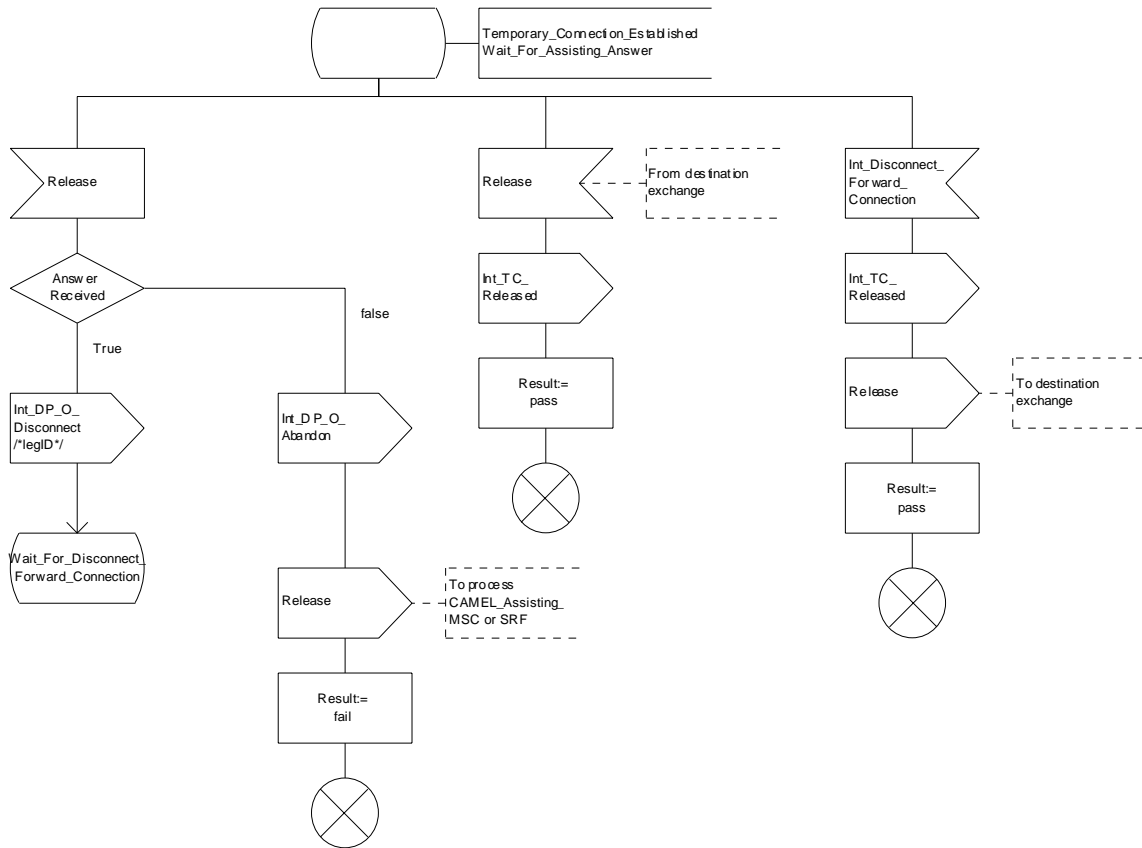 Temporary_Connection_Established
Wait_For_Assisting_Answer
Release
Release
From destination
exchange
Int_Disconnect_
Forward_
Connection
Answer
Received
false
True
Int_TC_
Released
Int_TC_
Released
Int_DP_O_
Disconnect
/*legID*/
Int_DP_O_
Abandon
Result:=
pass
Release
To destination
exchange
Wait_For_Disconnect_
Forward_Connection
Result:=
pass
Release
To process
CAMEL_Assisting_
MSC or SRF
Result:=
fail